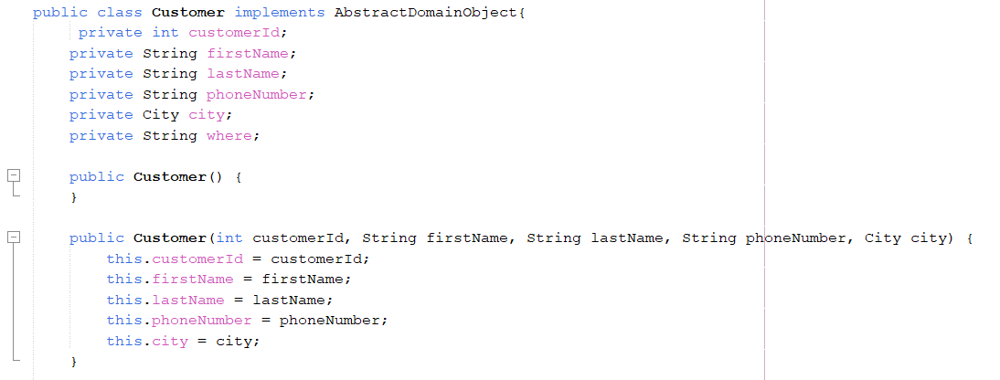 public class Customer implements AbstractDomainObject{
private int customerId;
private String firstName;
private String lastName;
private String phoneNumber;
private City city;
private String where;
public Customer() {
}
public Customer(int customerId, String firstName, String lastName, String phoneNumber, City city) {
this.customerId = customerId;
this.firstName = firstName;
this.lastName = lastName;
this.phoneNumber = phoneNumber;
this.city = city;
}